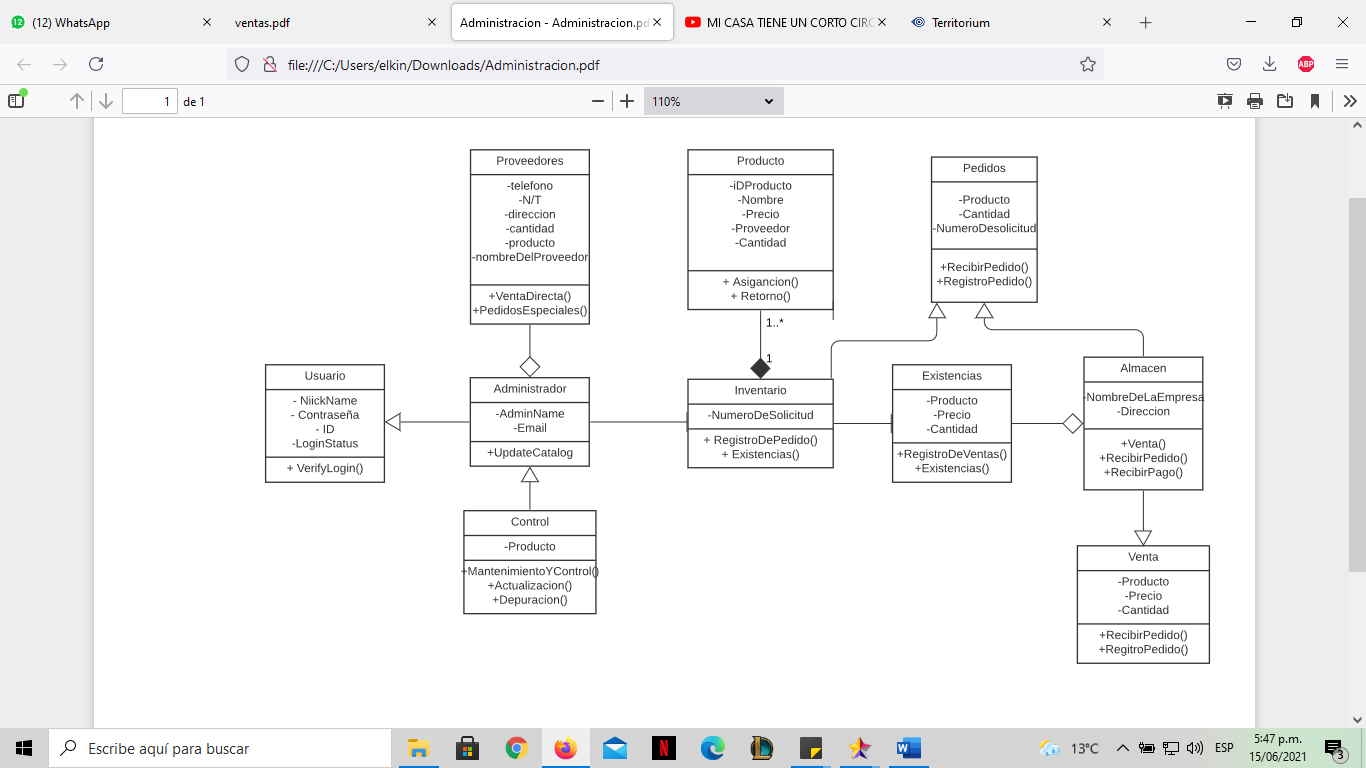 (12) WhatsApp
ventas.pdf
Administracion - Administracion.pd
MI CASA TIENE UN CORTO CIRC
Territorium
file:///C:/Users/elkin/Downloads/Administracion.pdf
ABP
1 de 1
110%
Proveedores
-telefono
-N/T
-direccion
-cantidad
-producto
-nombreDelProveedor
+VentaDirecta()
+PedidosEspeciales()
Producto
-iDProducto
-Nombre
-Precio
-Proveedor
-Cantidad
+ Asigancion()
+ Retorno()
Pedidos
-Producto
-Cantidad
-NumeroDesolicitud
+RecibirPedido()
+RegistroPedido()
1..*
1
Usuario
- NiickName
- Contraseña
- ID
-LoginStatus
+ VerifyLogin()
Administrador
-AdminName
-Email
+UpdateCatalog
Inventario
-NumeroDeSolicitud
+ RegistroDePedido()
+ Existencias()
Existencias
-Producto
-Precio
-Cantidad
+RegistroDeVentas()
+Existencias()
Almacen
-NombreDeLaEmpresa
-Direccion
+Venta()
+RecibirPedido()
+RecibirPago()
Control
-Producto
+MantenimientoYControl()
+Actualizacion()
+Depuracion()
Venta
-Producto
-Precio
-Cantidad
+RecibirPedido()
+RegitroPedido()
Escribe aquí para buscar
13°C
ESP
5:47 p.m.
15/06/2021
3